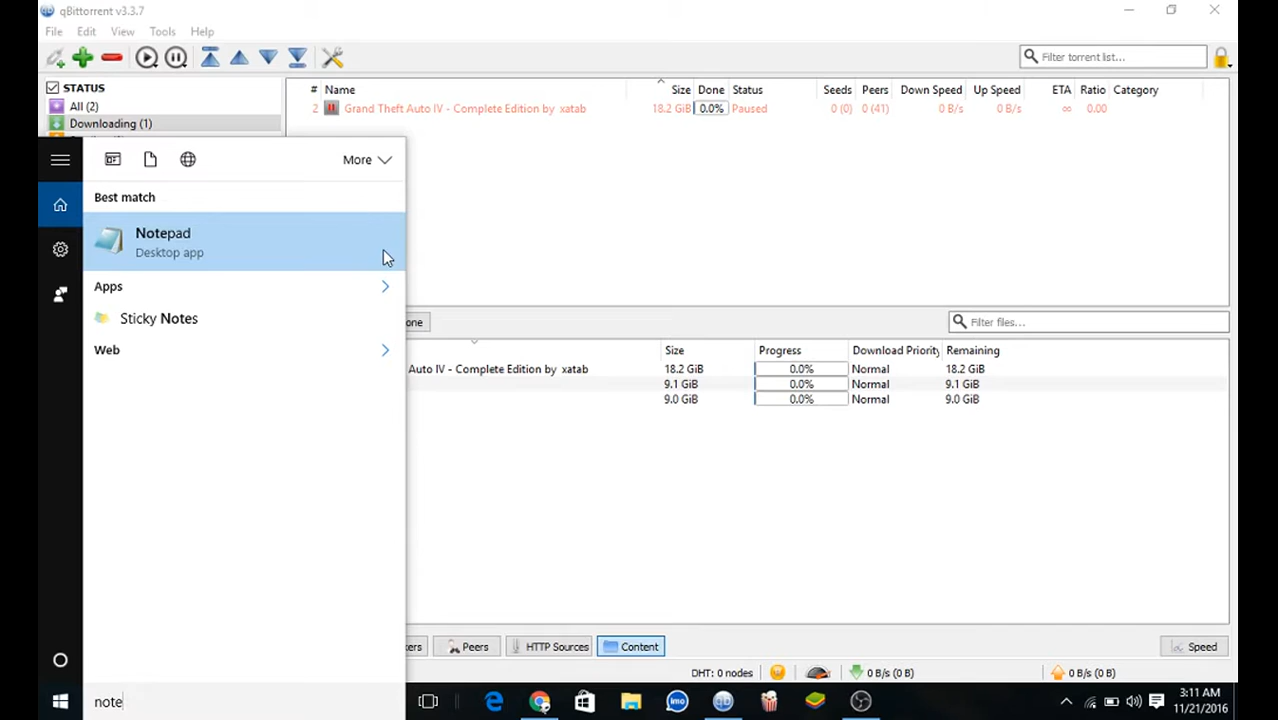 qBittorrent v3.3.7
File Edit View Tools Help
Filter torrent list...
STATUS
All (2)
Downloading (1)
# Name Size Done Status Seeds Peers Down Speed Up Speed ETA Ratio Category
2 Grand Theft Auto IV - Complete Edition by xatab 18.2 GiB 0.0% Paused 0 (0) 0 (41) 0 B/s 0 B/s ∞ 0.00
More
Best match
Notepad
Desktop app
Apps
Sticky Notes
Web
one
Filter files...
Size Progress Download Priority Remaining
Auto IV - Complete Edition by xatab 18.2 GiB 0.0% Normal 18.2 GiB
9.1 GiB 0.0% Normal 9.1 GiB
9.0 GiB 0.0% Normal 9.0 GiB
kers Peers HTTP Sources Content Speed
DHT: 0 nodes 0 B/s (0 B) 0 B/s (0 B)
note
imo
qb
3:11 AM
11/21/2016